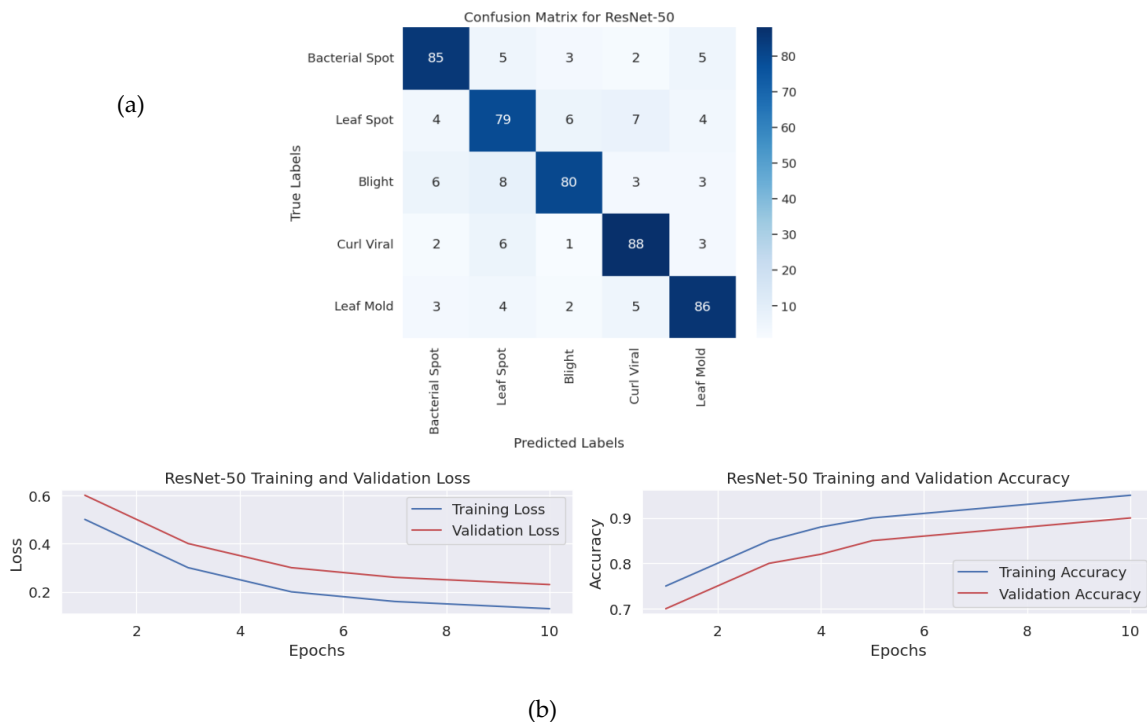 Confusion Matrix for ResNet-50
(a)
True Labels
Bacterial Spot 85 5 3 2 5
Leaf Spot 4 79 6 7 4
Blight 6 8 80 3 3
Curl Viral 2 6 1 88 3
Leaf Mold 3 4 2 5 86
Bacterial Spot Leaf Spot Blight Curl Viral Leaf Mold
Predicted Labels
80
70
60
50
40
30
20
10
ResNet-50 Training and Validation Loss
Loss
0.6
0.4
0.2
Training Loss
Validation Loss
2 4 6 8 10
Epochs
ResNet-50 Training and Validation Accuracy
Accuracy
0.9
0.8
0.7
Training Accuracy
Validation Accuracy
2 4 6 8 10
Epochs
(b)